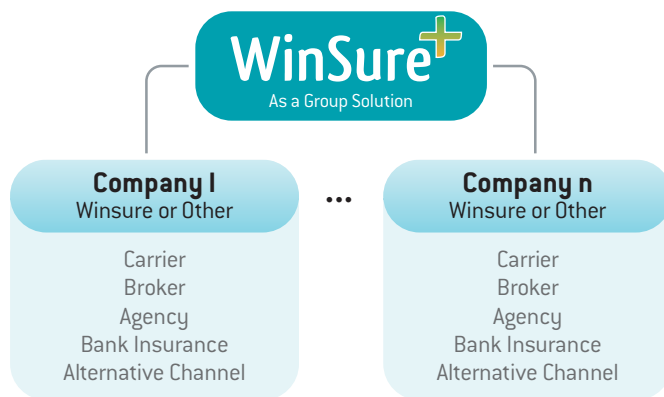 WinSure+
As a Group Solution
Company I
Winsure or Other
Carrier
Broker
Agency
Bank Insurance
Alternative Channel
...
Company n
Winsure or Other
Carrier
Broker
Agency
Bank Insurance
Alternative Channel